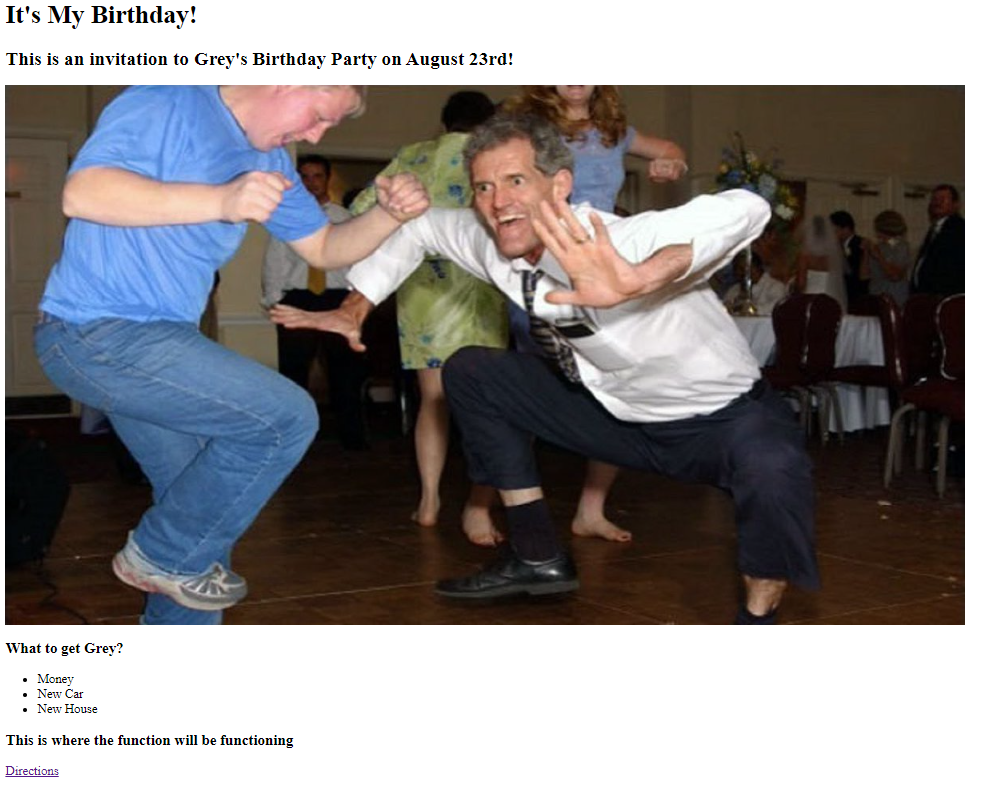 It's My Birthday!
This is an invitation to Grey's Birthday Party on August 23rd!
What to get Grey?
Money
New Car
New House
This is where the function will be functioning
Directions